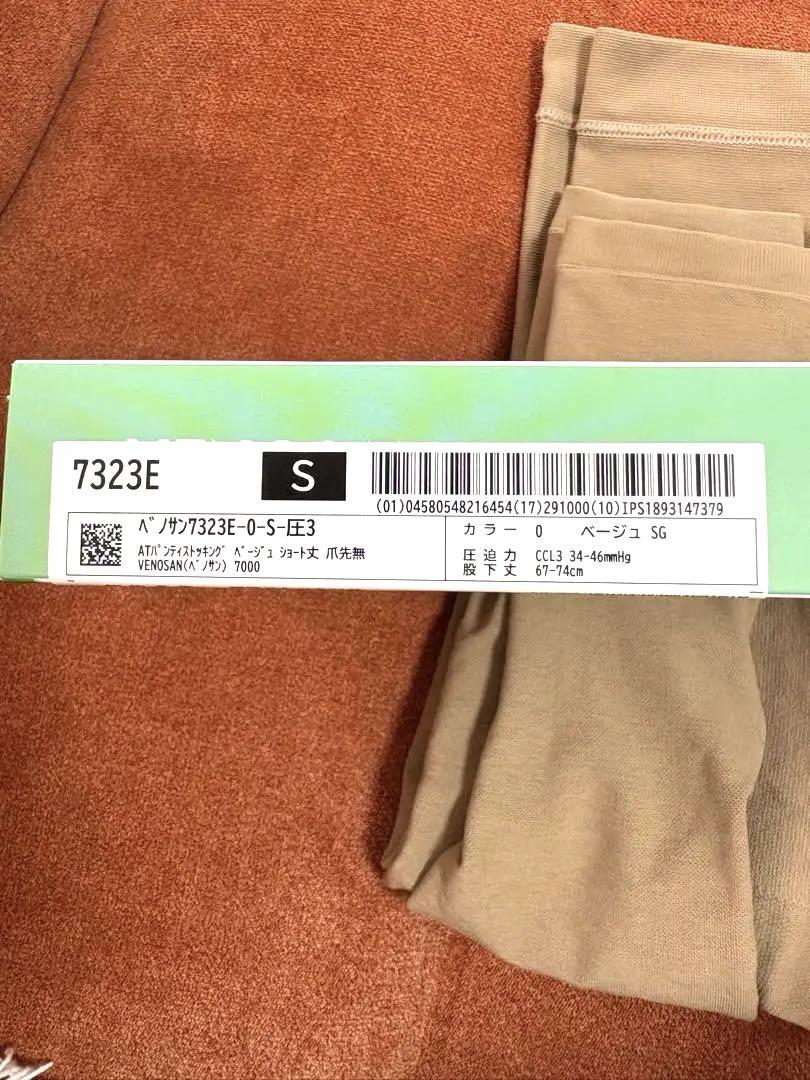 7323E
S
(01)04580548216454(17)291000(10)IPS1893147379
ﾍﾞﾉサン7323E-0-S-圧3
ATﾊﾟﾝﾃｨｽﾄｯｷﾝｸﾞ ﾍﾞｰｼﾞｭ ｼｮｰﾄ丈 爪先無
VENOSAN(ﾍﾞﾉｻﾝ) 7000
カラー 0 ベージュ SG
圧迫力 CCL3 34-46mmHg
股下丈 67-74cm